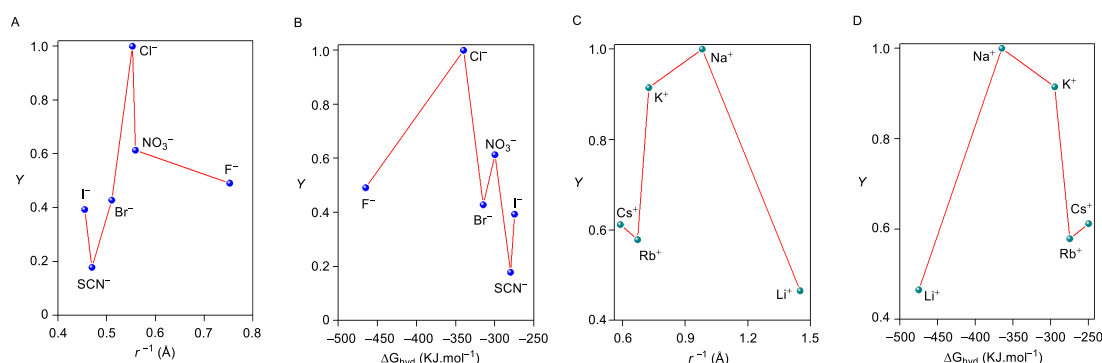 A
Y
1.0
0.8
0.6
0.4
0.2
0
0.4
0.5
0.6
0.7
0.8
r⁻¹ (Å)
Cl⁻
NO₃⁻
F⁻
I⁻
Br⁻
SCN⁻
B
Y
1.0
0.8
0.6
0.4
0.2
0
−500
−450
−400
−350
−300
−250
ΔG_hyd (KJ.mol⁻¹)
Cl⁻
NO₃⁻
F⁻
Br⁻
I⁻
SCN⁻
C
Y
1.0
0.8
0.6
0.4
0.6
0.9
1.2
1.5
r⁻¹ (Å)
Na⁺
K⁺
Cs⁺
Rb⁺
Li⁺
D
Y
1.0
0.8
0.6
0.4
−500
−450
−400
−350
−300
−250
ΔG_hyd (KJ.mol⁻¹)
Na⁺
K⁺
Cs⁺
Rb⁺
Li⁺